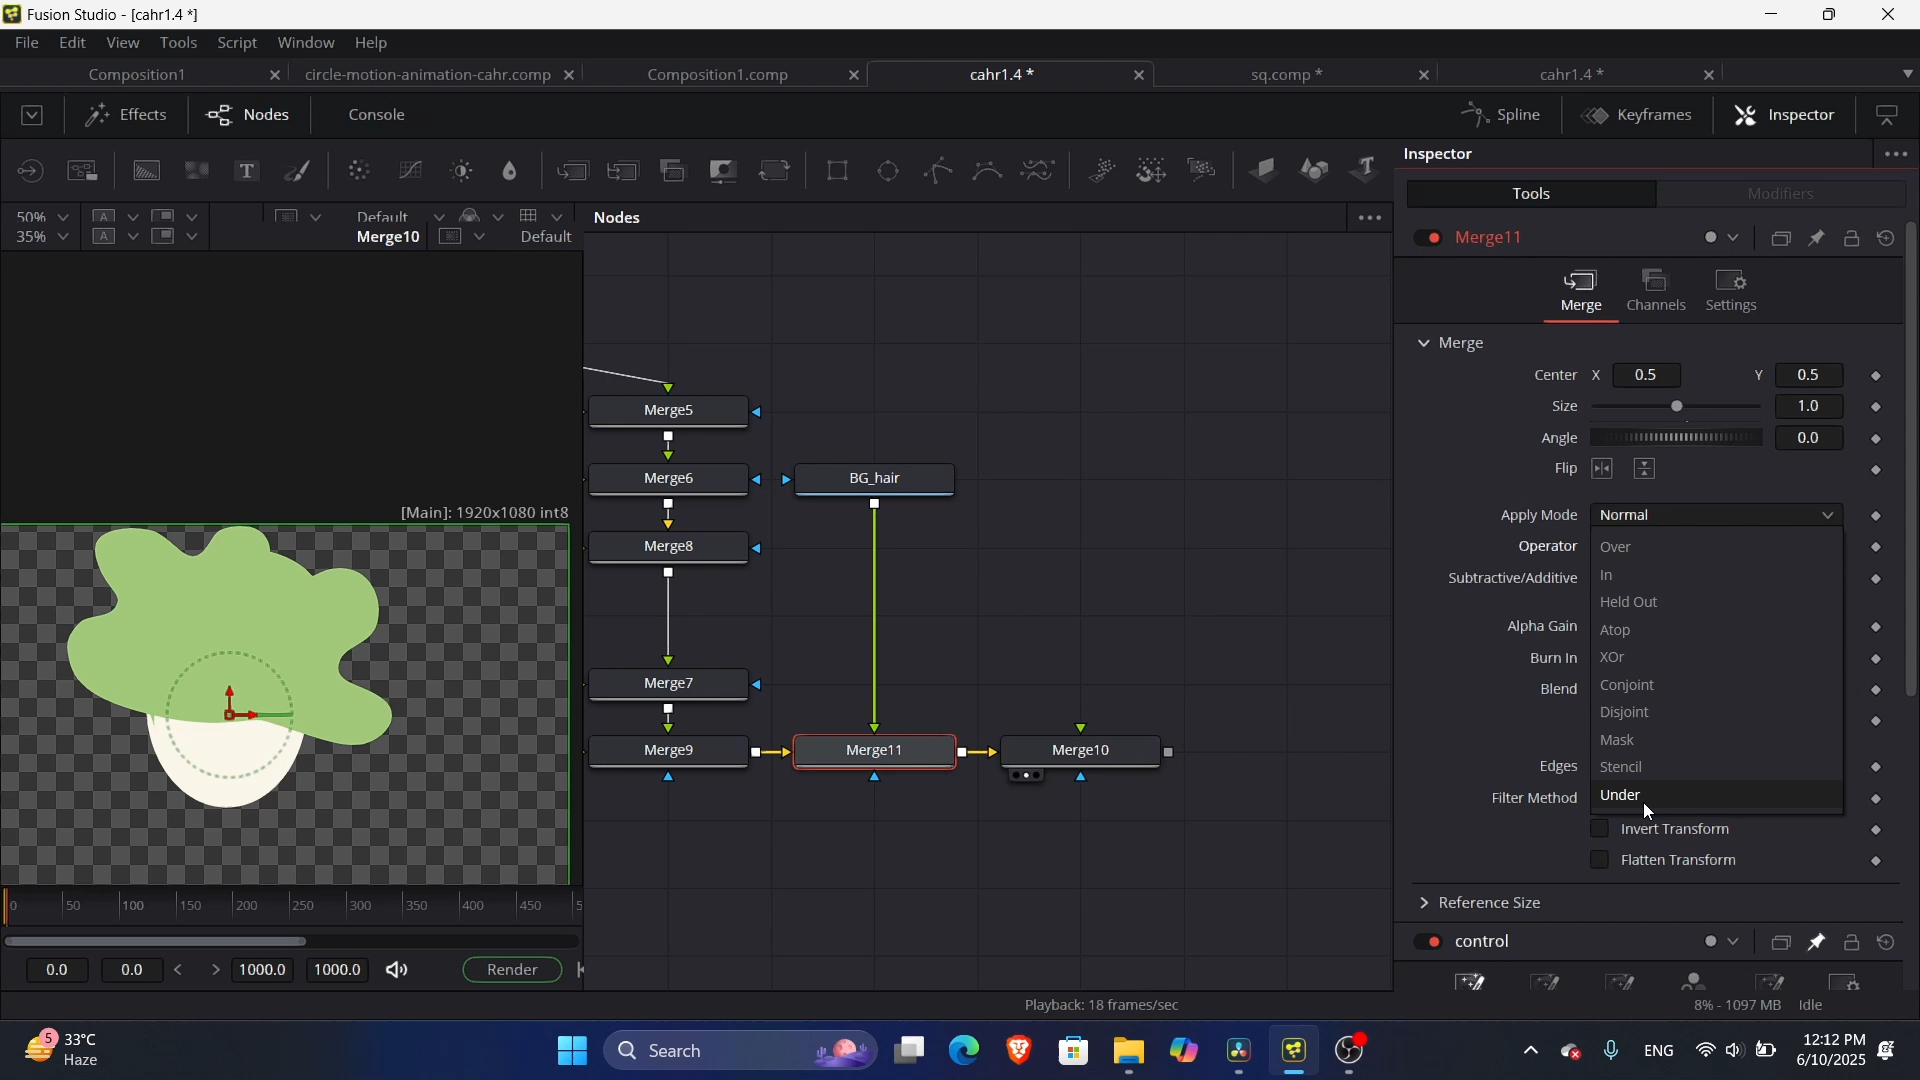 Fusion Studio - [cahr1.4 *]
File Edit View Tools Script Window Help
Composition1 circle-motion-animation-cahr.comp Composition1.comp cahr1.4 * sq.comp * cahr1.4 *
Effects Nodes Console Spline Keyframes Inspector
Inspector
Tools Modifiers
50% A Default
35% A Merge10 Default
Nodes
Merge11
Merge Channels Settings
Merge
Center X 0.5 Y 0.5
Size 1.0
Angle 0.0
Flip
Apply Mode Normal
Operator Over
In
Subtractive/Additive
Held Out
Alpha Gain Atop
Burn In XOr
Blend Conjoint
Disjoint
Mask
Edges Stencil
Filter Method Under
Invert Transform
Flatten Transform
Reference Size
control
Merge5
Merge6 BG_hair
Merge8
Merge7
Merge9 Merge11 Merge10
[Main]: 1920x1080 int8
0 50 100 150 200 250 300 350 400 450 5
0.0 0.0 < > 1000.0 1000.0 Render
Playback: 18 frames/sec
8% - 1097 MB Idle
5
33°C
Haze
Search
ENG
12:12 PM
6/10/2025